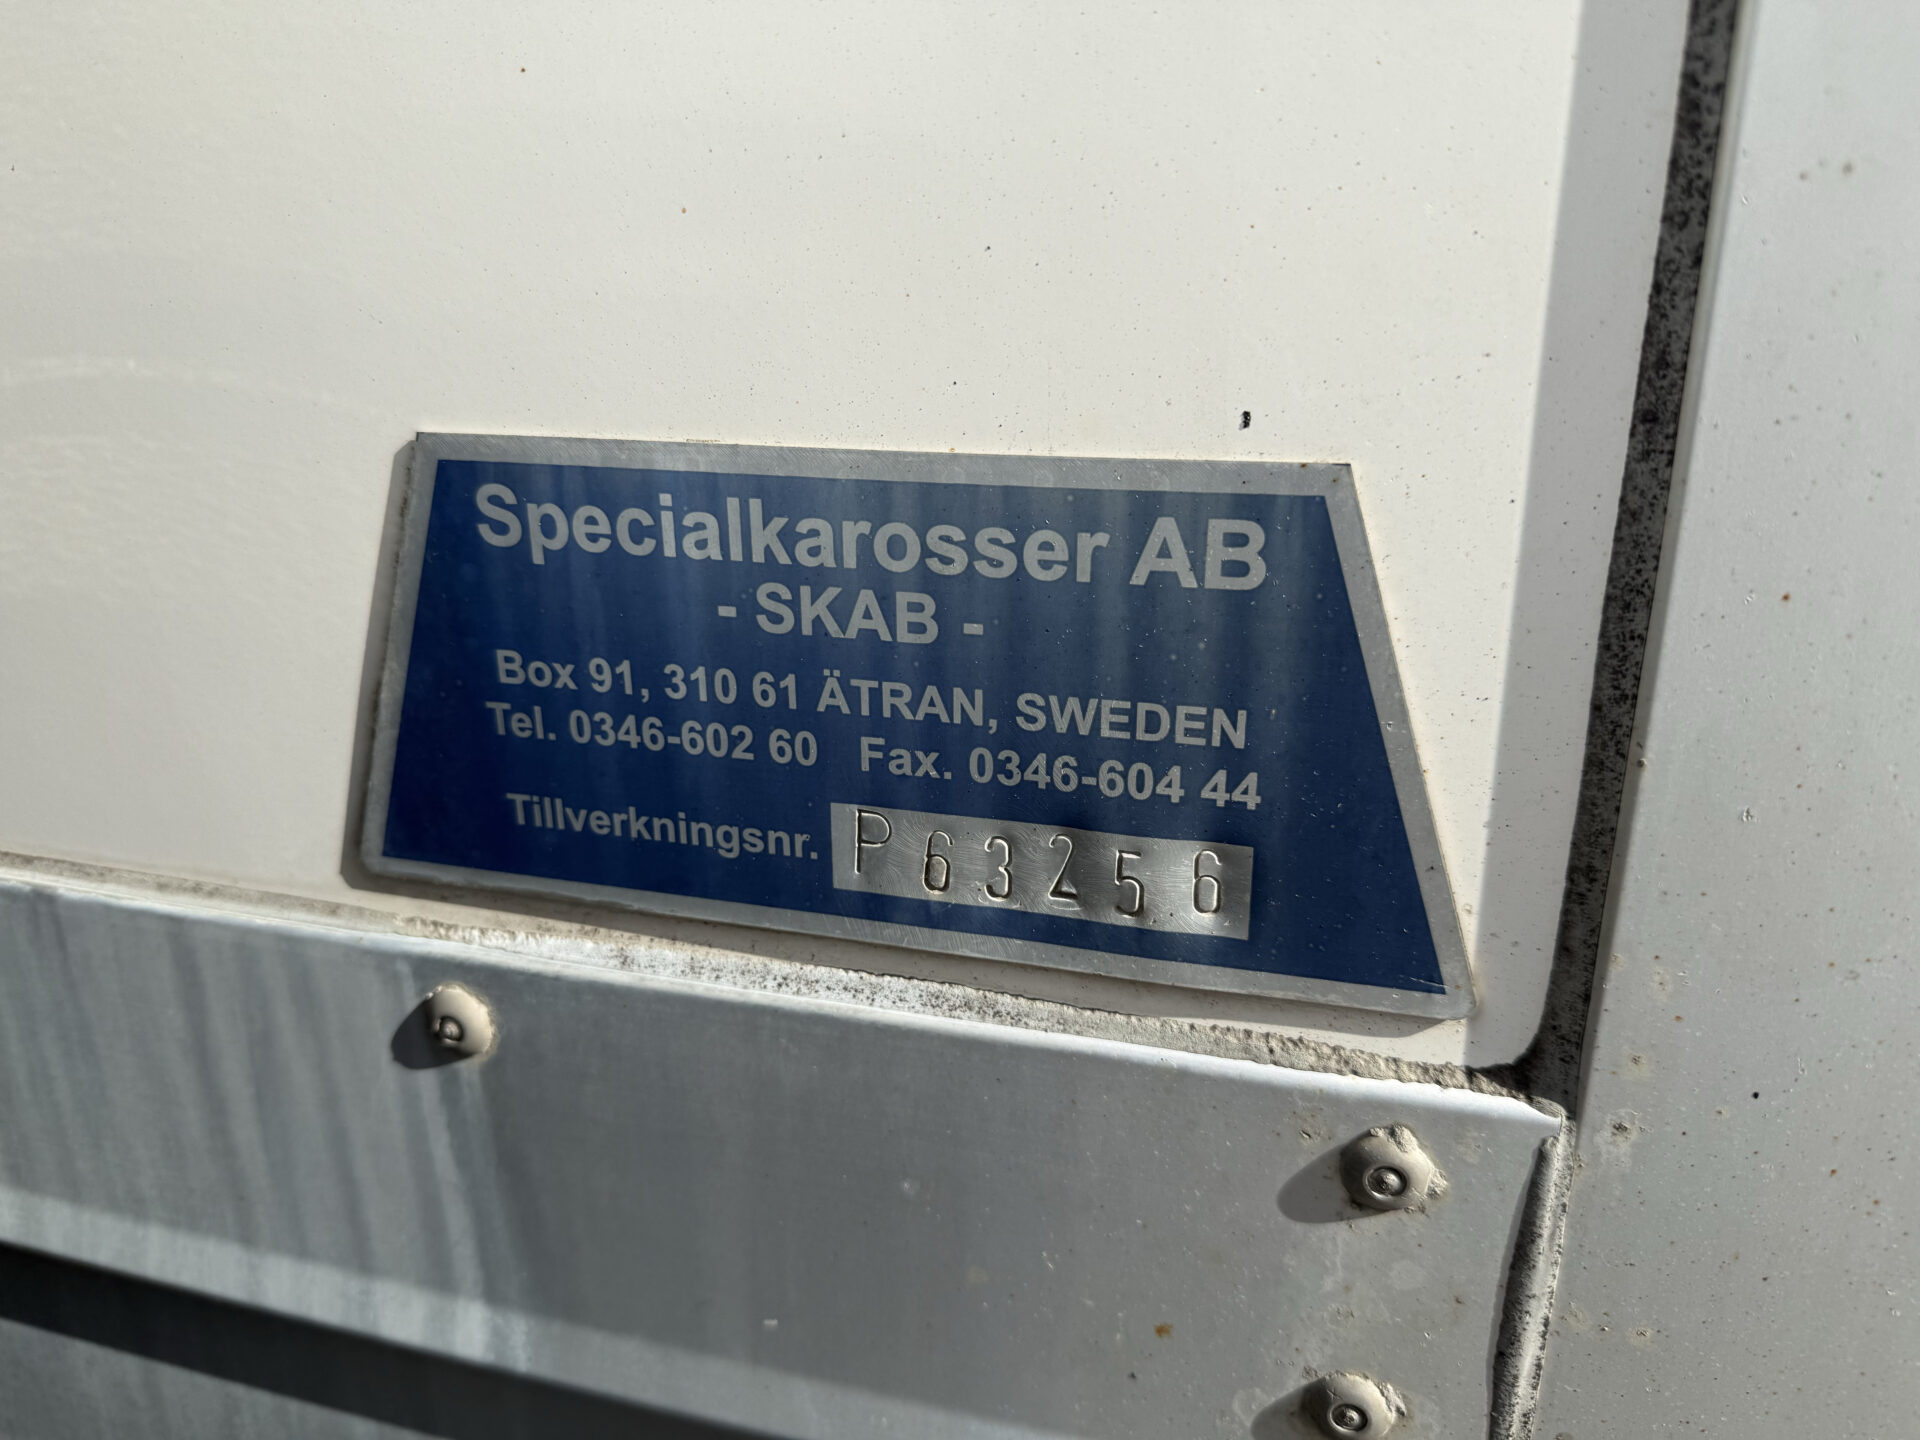 Specialkarosser AB
- SKAB -
Box 91, 310 61 ÄTRAN, SWEDEN
Tel. 0346-602 60 Fax. 0346-604 44
Tillverkningsnr. P63256